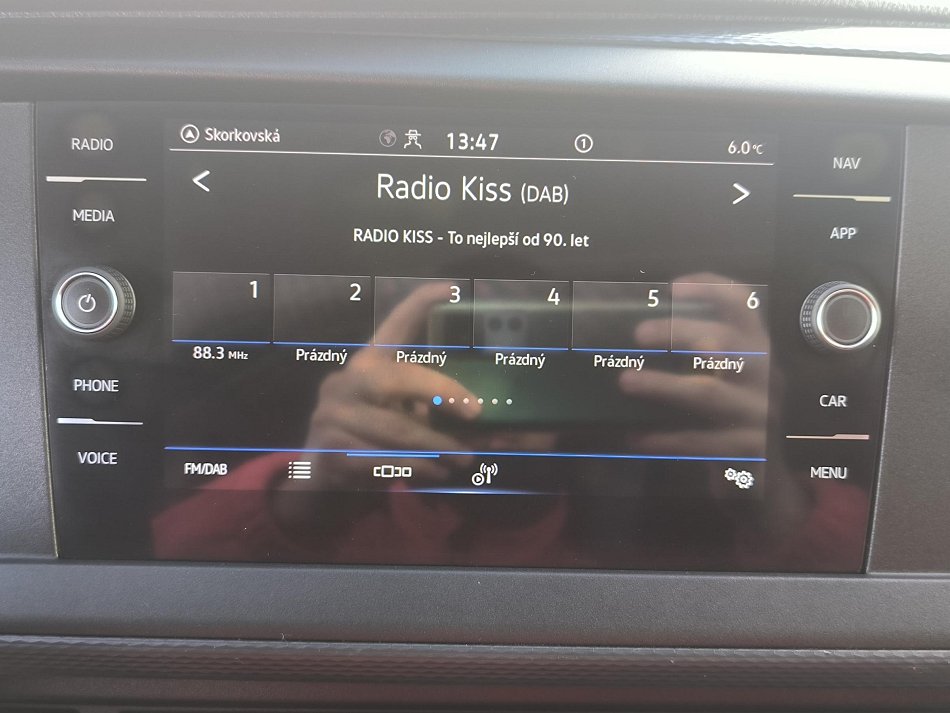 RADIO
MEDIA
PHONE
VOICE
Skorkovská 13:47 1 6.0°C
Radio Kiss (DAB)
RADIO KISS - To nejlepší od 90. let
1 2 3 4 5 6
88.3 MHz Prázdný Prázdný Prázdný Prázdný Prázdný
FM/DAB
NAV
APP
CAR
MENU